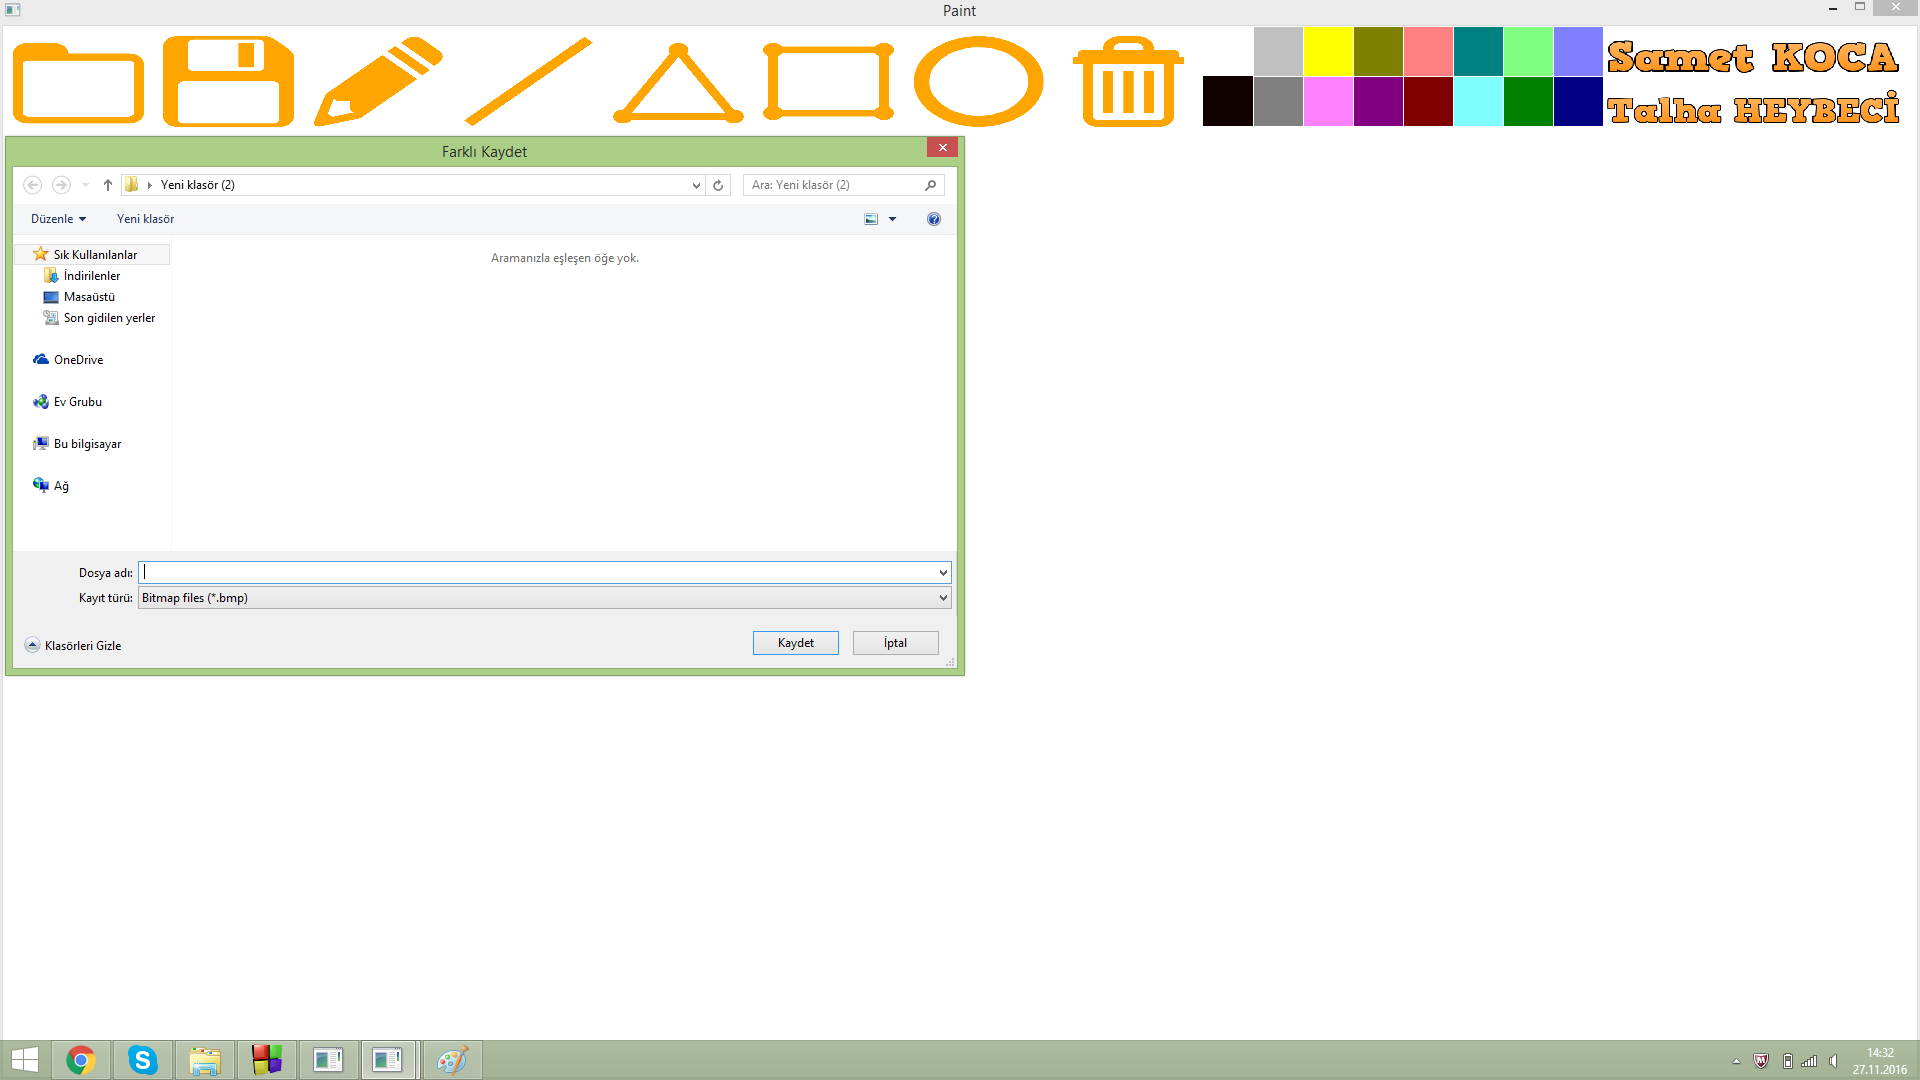 Paint
Samet KOCA
Talha HEYBECİ
Farklı Kaydet
Yeni klasör (2)
Ara: Yeni klasör (2)
Düzenle
Yeni klasör
Sık Kullanılanlar
İndirilenler
Masaüstü
Son gidilen yerler
OneDrive
Ev Grubu
Bu bilgisayar
Ağ
Aramanızla eşleşen öğe yok.
Dosya adı:
Kayıt türü:
Bitmap files (*.bmp)
Klasörleri Gizle
Kaydet
İptal
14:32
27.11.2016